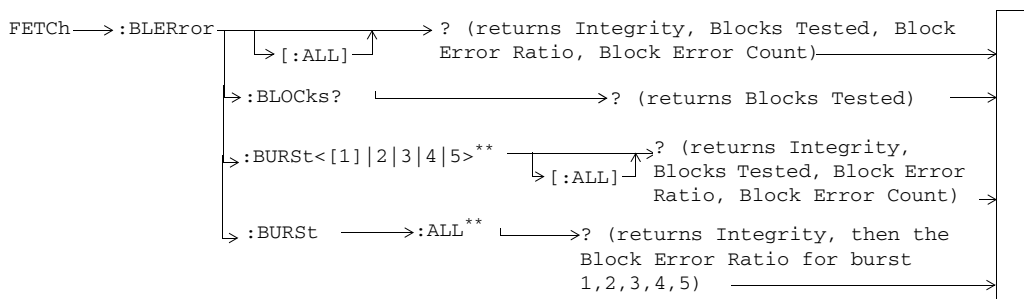 FETCh :BLERror ? (returns Integrity, Blocks Tested, Block
[:ALL] Error Ratio, Block Error Count)
:BLOCks? ? (returns Blocks Tested)
:BURSt<[1]|2|3|4|5>** ? (returns Integrity,
[:ALL] Blocks Tested, Block Error
Ratio, Block Error Count)
:BURSt :ALL** ? (returns Integrity, then the
Block Error Ratio for burst
1,2,3,4,5)